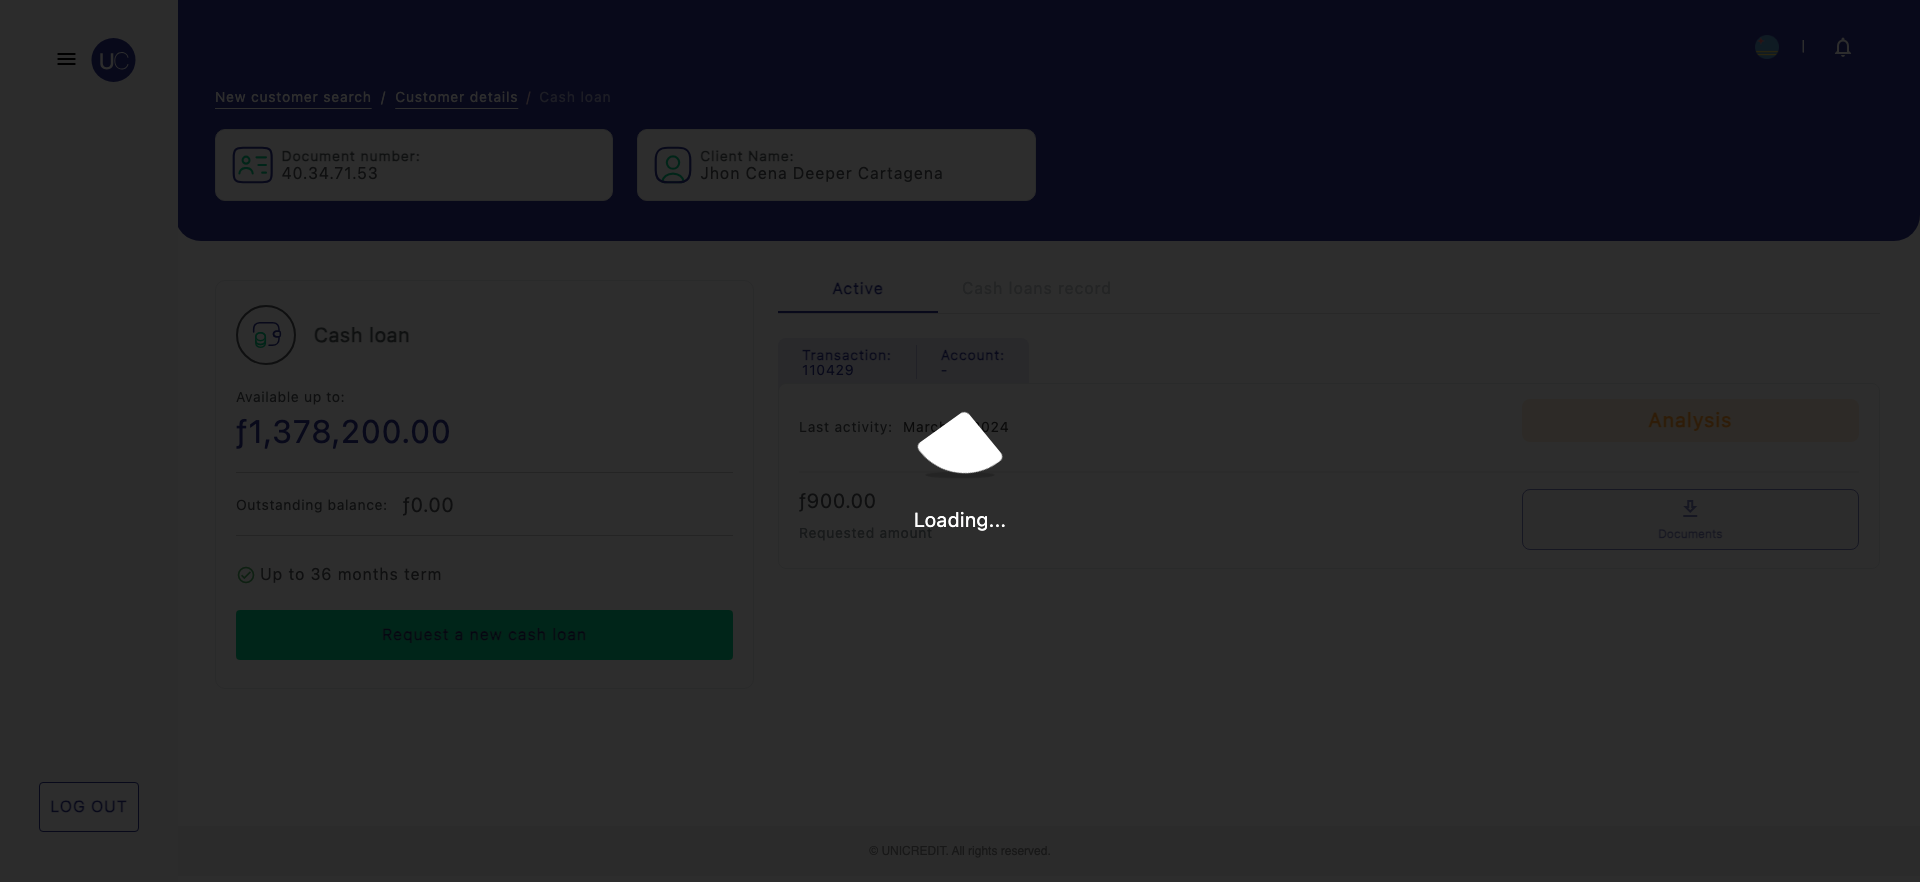 UC
New customer search / Customer details / Cash loan
Document number:
40.34.71.53
Client Name:
Jhon Cena Deeper Cartagena
Cash loan
Available up to:
ƒ1,378,200.00
Outstanding balance: ƒ0.00
Up to 36 months term
Request a new cash loan
Active
Cash loans record
Transaction:
110429
Account:
-
Last activity: March 2024
Analysis
ƒ900.00
Requested amount
Documents
Loading...
LOG OUT
© UNICREDIT. All rights reserved.